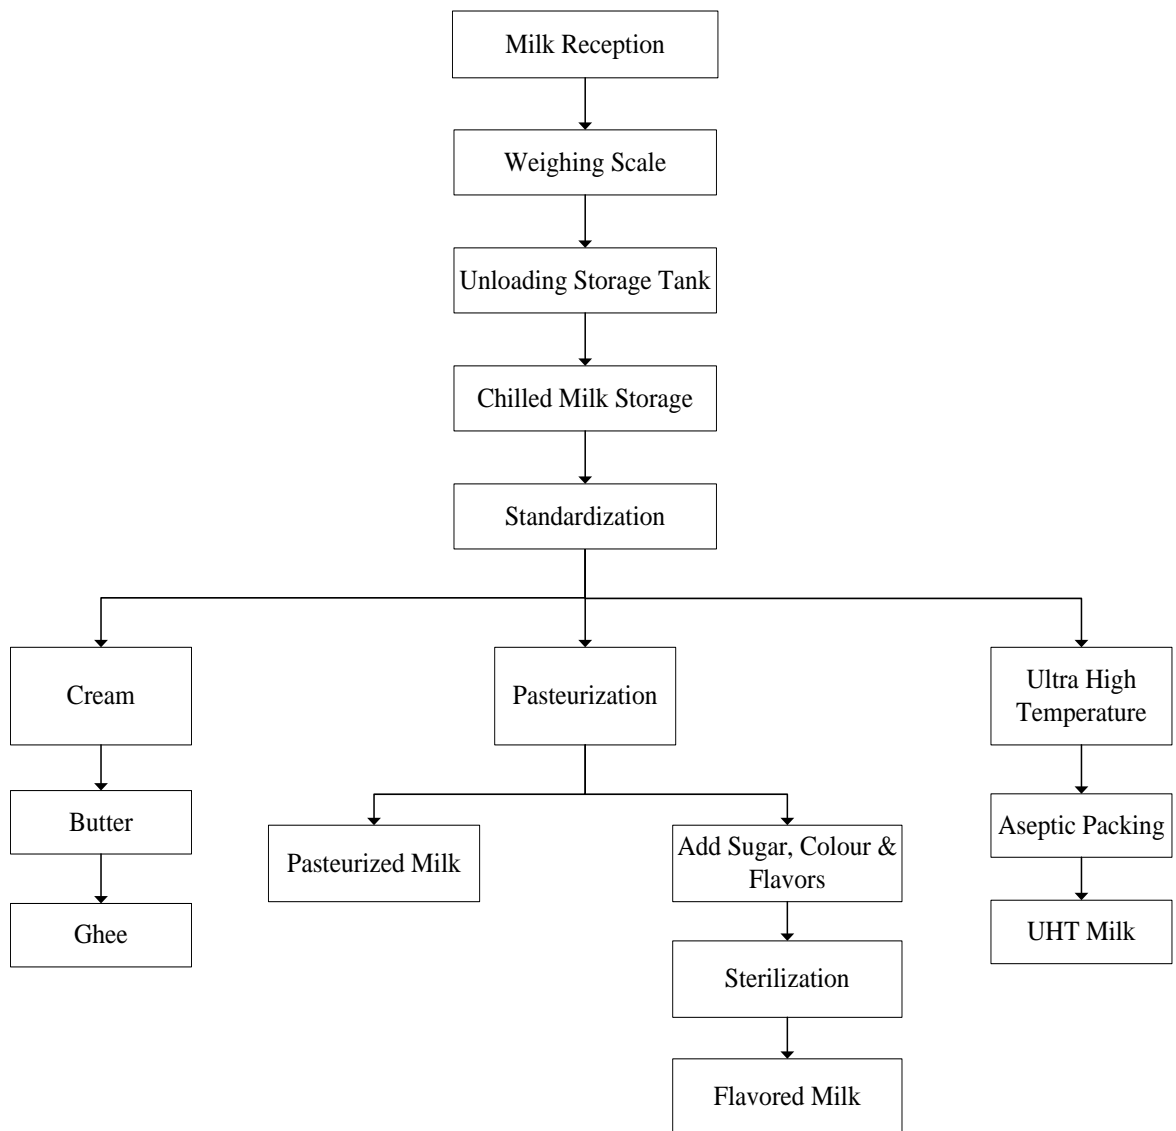 Milk Reception
Weighing Scale
Unloading Storage Tank
Chilled Milk Storage
Standardization
Cream
Pasteurization
Ultra High
Temperature
Butter
Pasteurized Milk
Add Sugar, Colour &
Flavors
Aseptic Packing
Ghee
UHT Milk
Sterilization
Flavored Milk